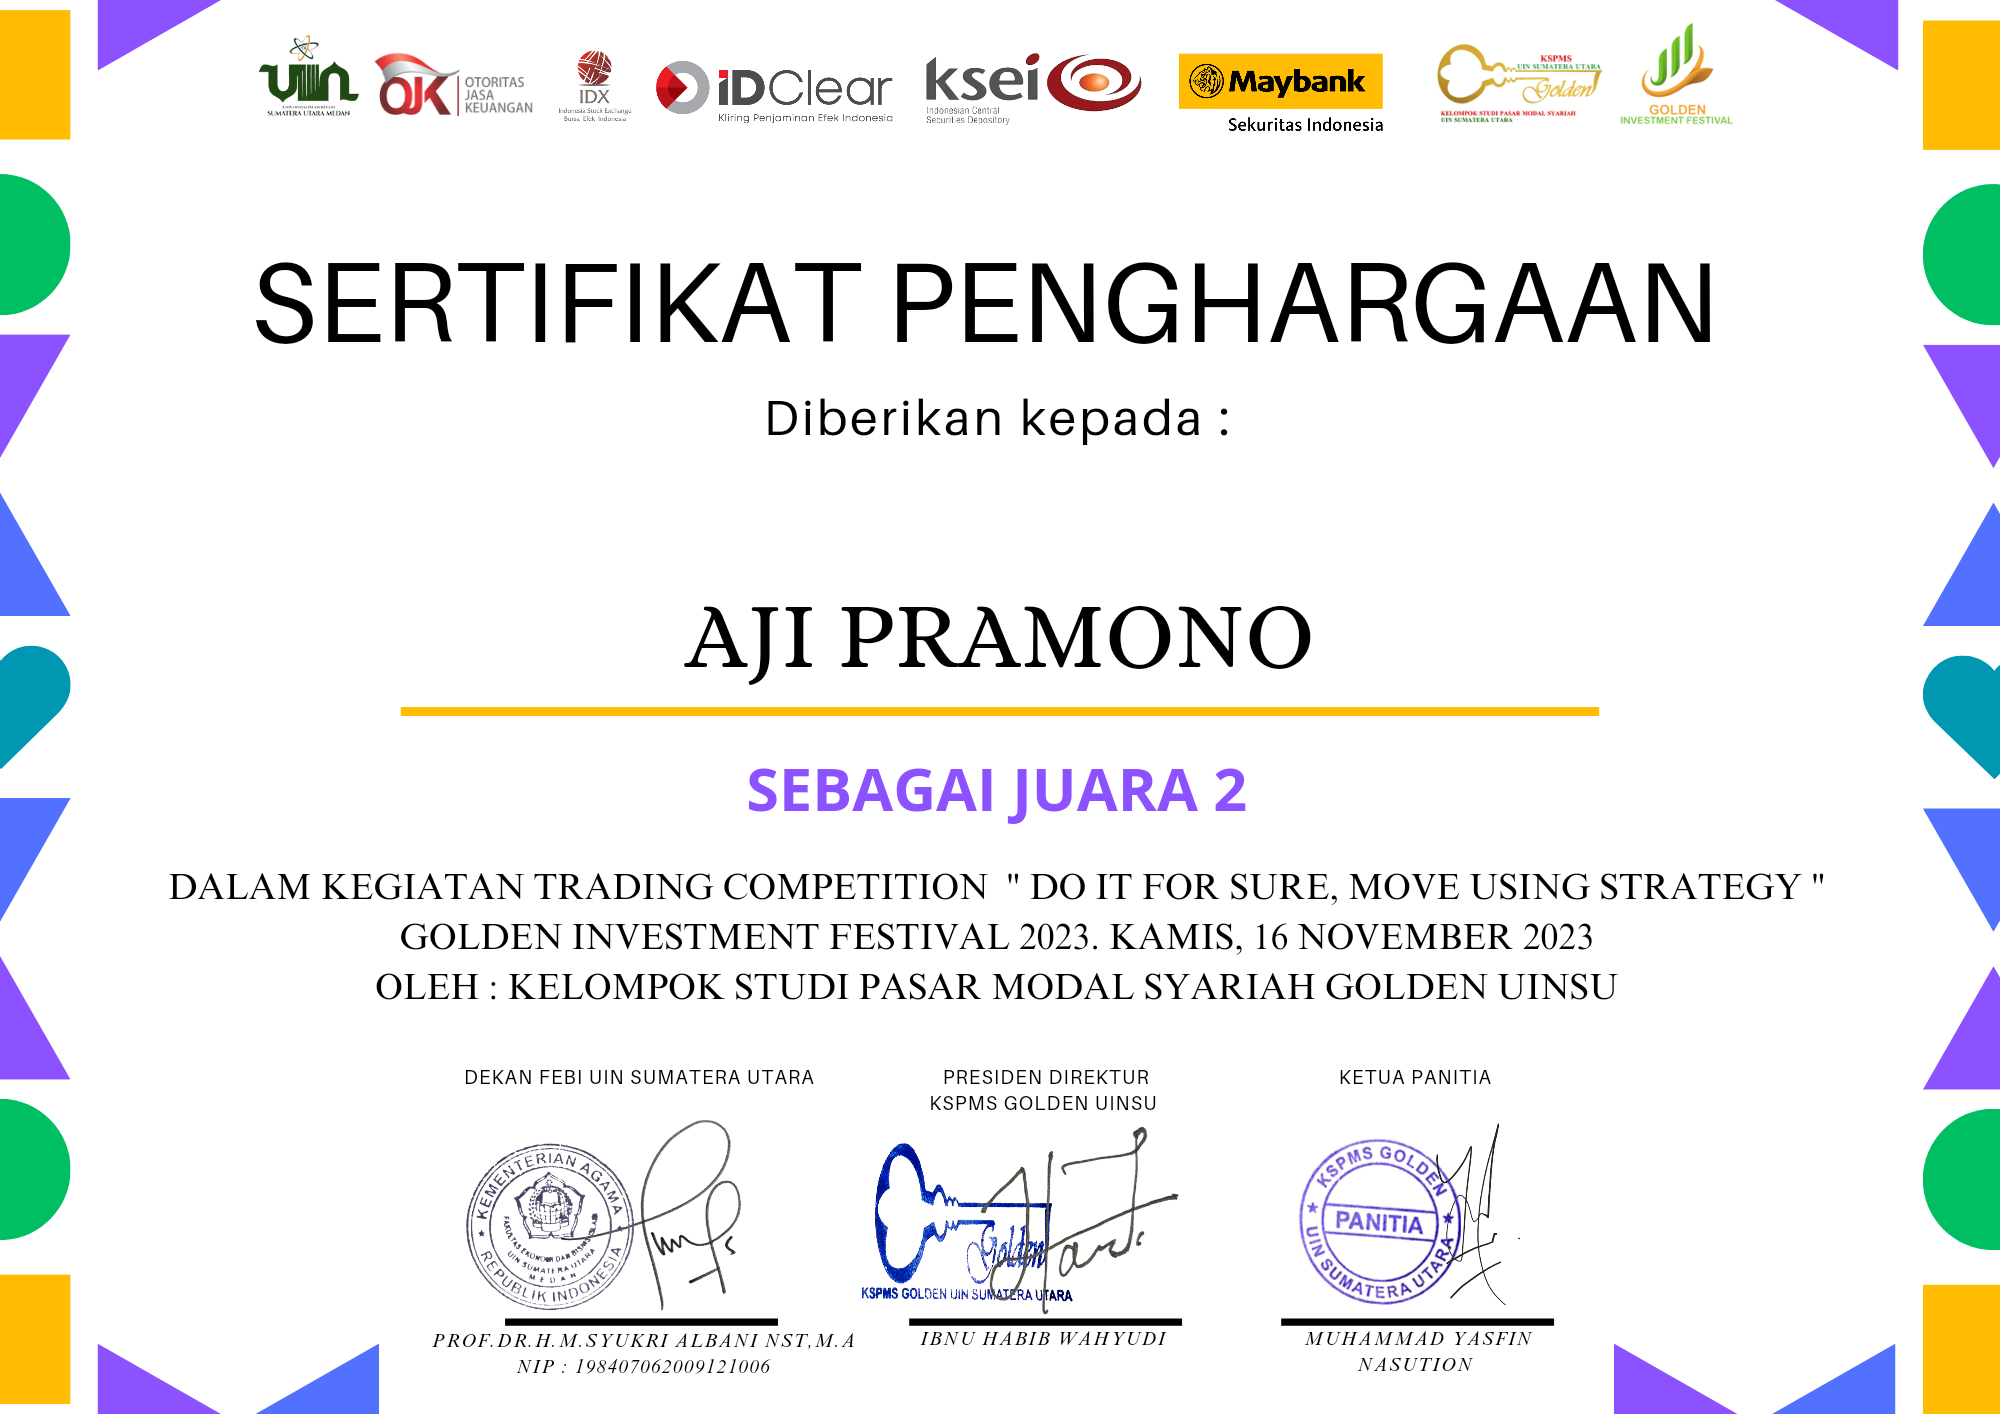 UIN
UNIVERSITAS ISLAM NEGERI
SUMATERA UTARA MEDAN
OJK
OTORITAS
JASA
KEUANGAN
IDX
Indonesia Stock Exchange
Bursa Efek Indonesia
iDClear
Kliring Penjaminan Efek Indonesia
ksei
Indonesian Central
Securities Depository
Maybank
Sekuritas Indonesia
KSPMS
UIN SUMATERA UTARA
Golden
KELOMPOK STUDI PASAR MODAL SYARIAH
UIN SUMATERA UTARA
GOLDEN
INVESTMENT FESTIVAL
SERTIFIKAT PENGHARGAAN
Diberikan kepada :
AJI PRAMONO
SEBAGAI JUARA 2
DALAM KEGIATAN TRADING COMPETITION " DO IT FOR SURE, MOVE USING STRATEGY "
GOLDEN INVESTMENT FESTIVAL 2023. KAMIS, 16 NOVEMBER 2023
OLEH : KELOMPOK STUDI PASAR MODAL SYARIAH GOLDEN UINSU
DEKAN FEBI UIN SUMATERA UTARA
KEMENTERIAN AGAMA
REPUBLIK INDONESIA
FAKULTAS EKONOMI DAN BISNIS ISLAM
UIN SUMATERA UTARA
MEDAN
PROF.DR.H.M.SYUKRI ALBANI NST,M.A
NIP : 198407062009121006
PRESIDEN DIREKTUR
KSPMS GOLDEN UINSU
Golden
KSPMS GOLDEN UIN SUMATERA UTARA
IBNU HABIB WAHYUDI
KETUA PANITIA
KSPMS GOLDEN
PANITIA
UIN SUMATERA UTARA
MUHAMMAD YASFIN
NASUTION